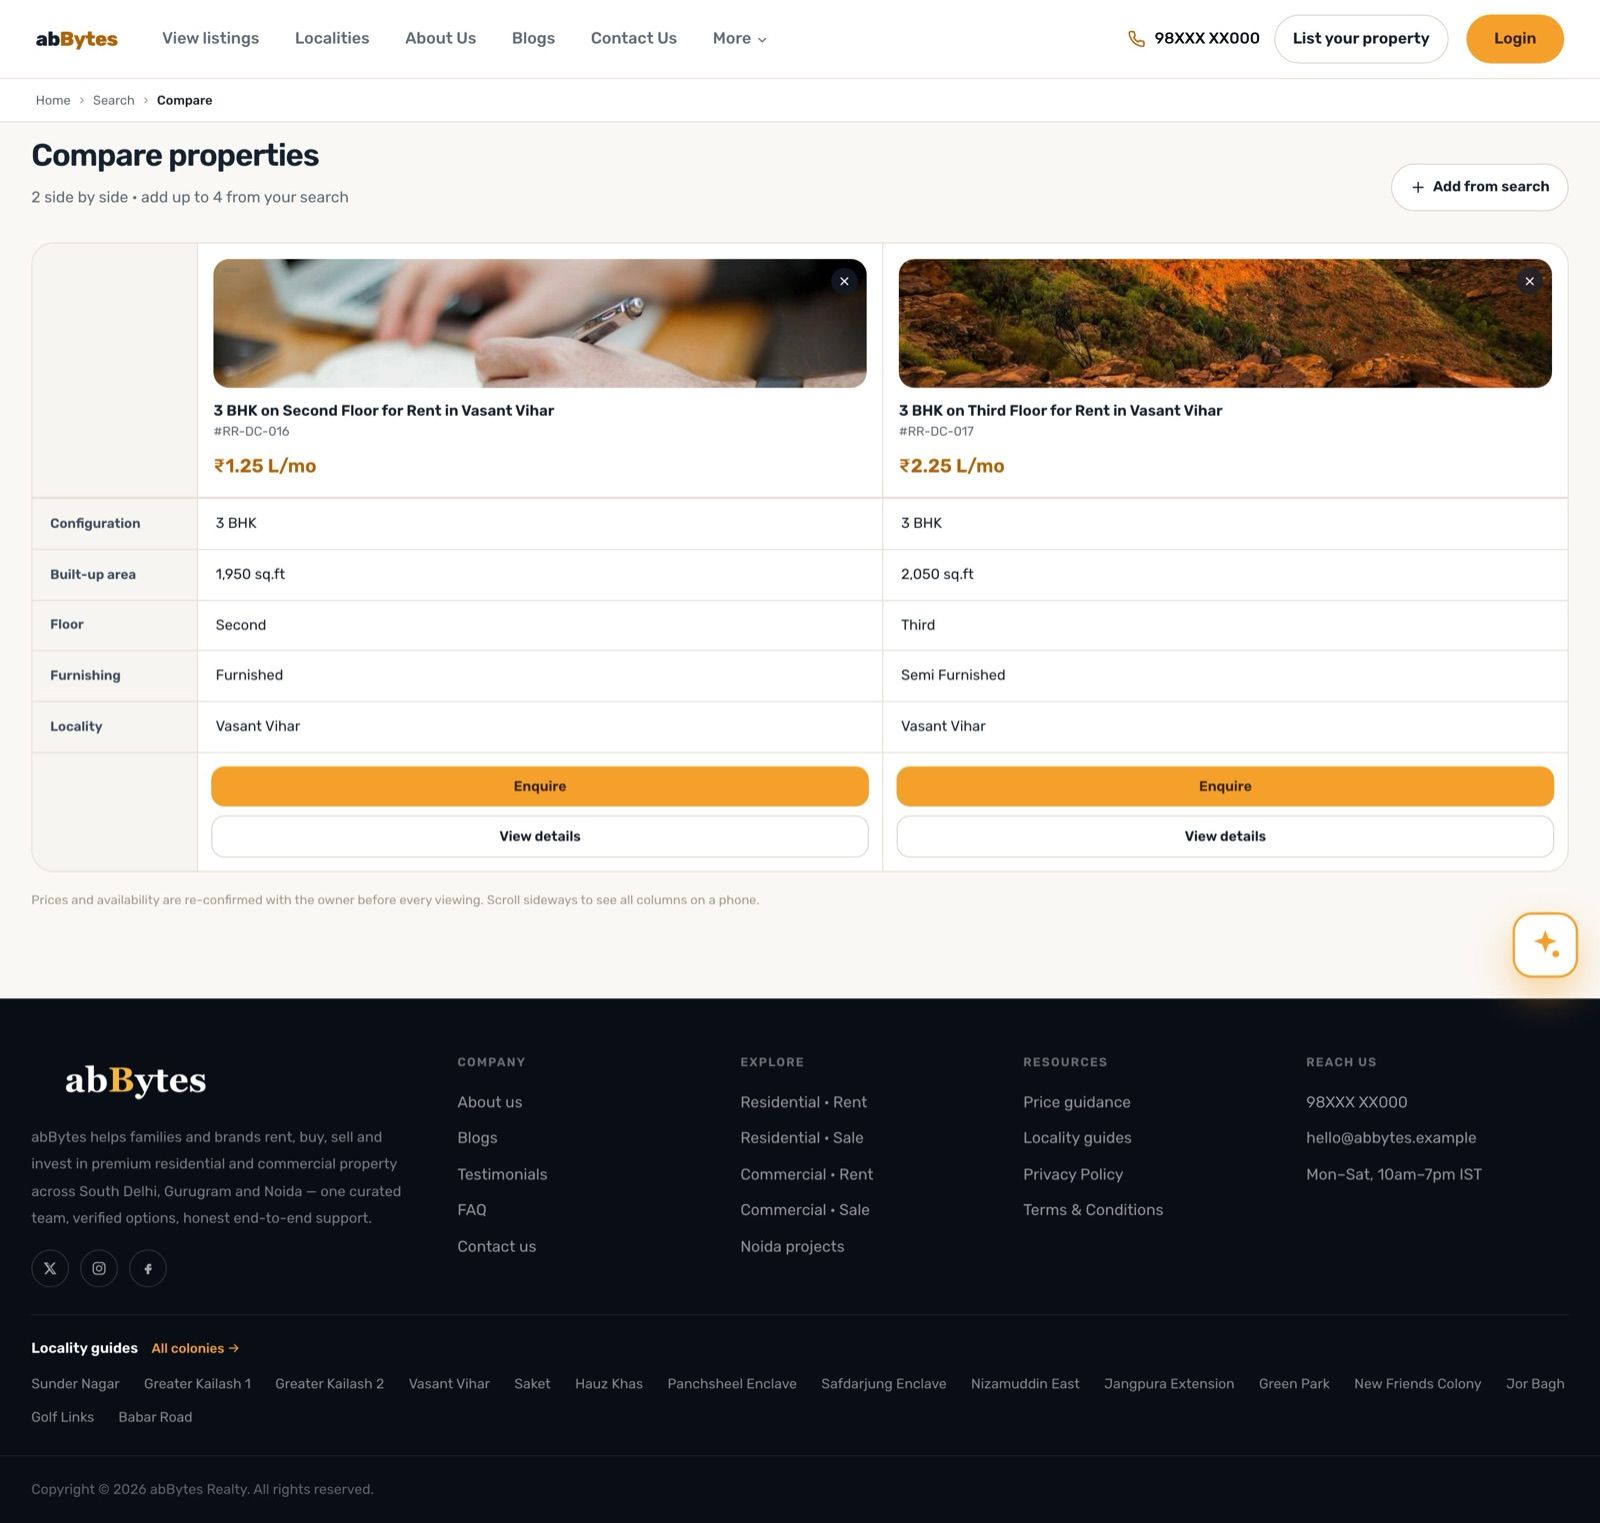 abBytes
View listings
Localities
About Us
Blogs
Contact Us
More
98XXX XX000
List your property
Login
Home › Search › Compare
Compare properties
2 side by side • add up to 4 from your search
+ Add from search
3 BHK on Second Floor for Rent in Vasant Vihar
#RR-DC-016
₹1.25 L/mo
3 BHK on Third Floor for Rent in Vasant Vihar
#RR-DC-017
₹2.25 L/mo
Configuration 3 BHK 3 BHK
Built-up area 1,950 sq.ft 2,050 sq.ft
Floor Second Third
Furnishing Furnished Semi Furnished
Locality Vasant Vihar Vasant Vihar
Enquire Enquire
View details View details
Prices and availability are re-confirmed with the owner before every viewing. Scroll sideways to see all columns on a phone.
abBytes
abBytes helps families and brands rent, buy, sell and
invest in premium residential and commercial property
across South Delhi, Gurugram and Noida — one curated
team, verified options, honest end-to-end support.
COMPANY
About us
Blogs
Testimonials
FAQ
Contact us
EXPLORE
Residential • Rent
Residential • Sale
Commercial • Rent
Commercial • Sale
Noida projects
RESOURCES
Price guidance
Locality guides
Privacy Policy
Terms & Conditions
REACH US
98XXX XX000
hello@abbytes.example
Mon–Sat, 10am–7pm IST
Locality guides All colonies →
Sunder Nagar Greater Kailash 1 Greater Kailash 2 Vasant Vihar Saket Hauz Khas Panchsheel Enclave Safdarjung Enclave Nizamuddin East Jangpura Extension Green Park New Friends Colony Jor Bagh
Golf Links Babar Road
Copyright © 2026 abBytes Realty. All rights reserved.